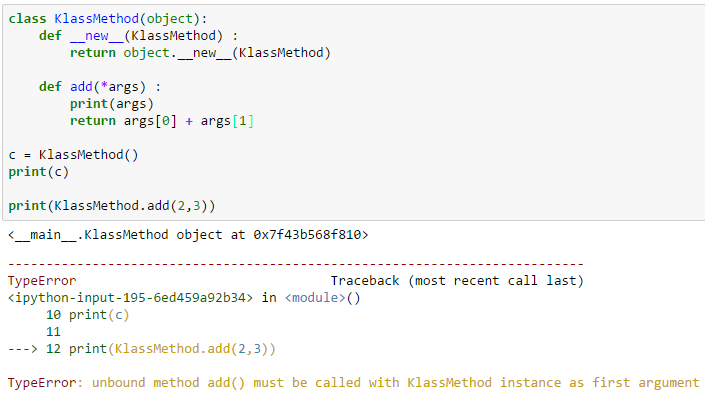 class KlassMethod(object):
    def __new__(KlassMethod) :
        return object.__new__(KlassMethod)

    def add(*args) :
        print(args)
        return args[0] + args[1]

c = KlassMethod()
print(c)

print(KlassMethod.add(2,3))
<__main__.KlassMethod object at 0x7f43b568f810>

---------------------------------------------------------------------------
TypeError                                 Traceback (most recent call last)
<ipython-input-195-6ed459a92b34> in <module>()
     10 print(c)
     11
---> 12 print(KlassMethod.add(2,3))

TypeError: unbound method add() must be called with KlassMethod instance as first argument